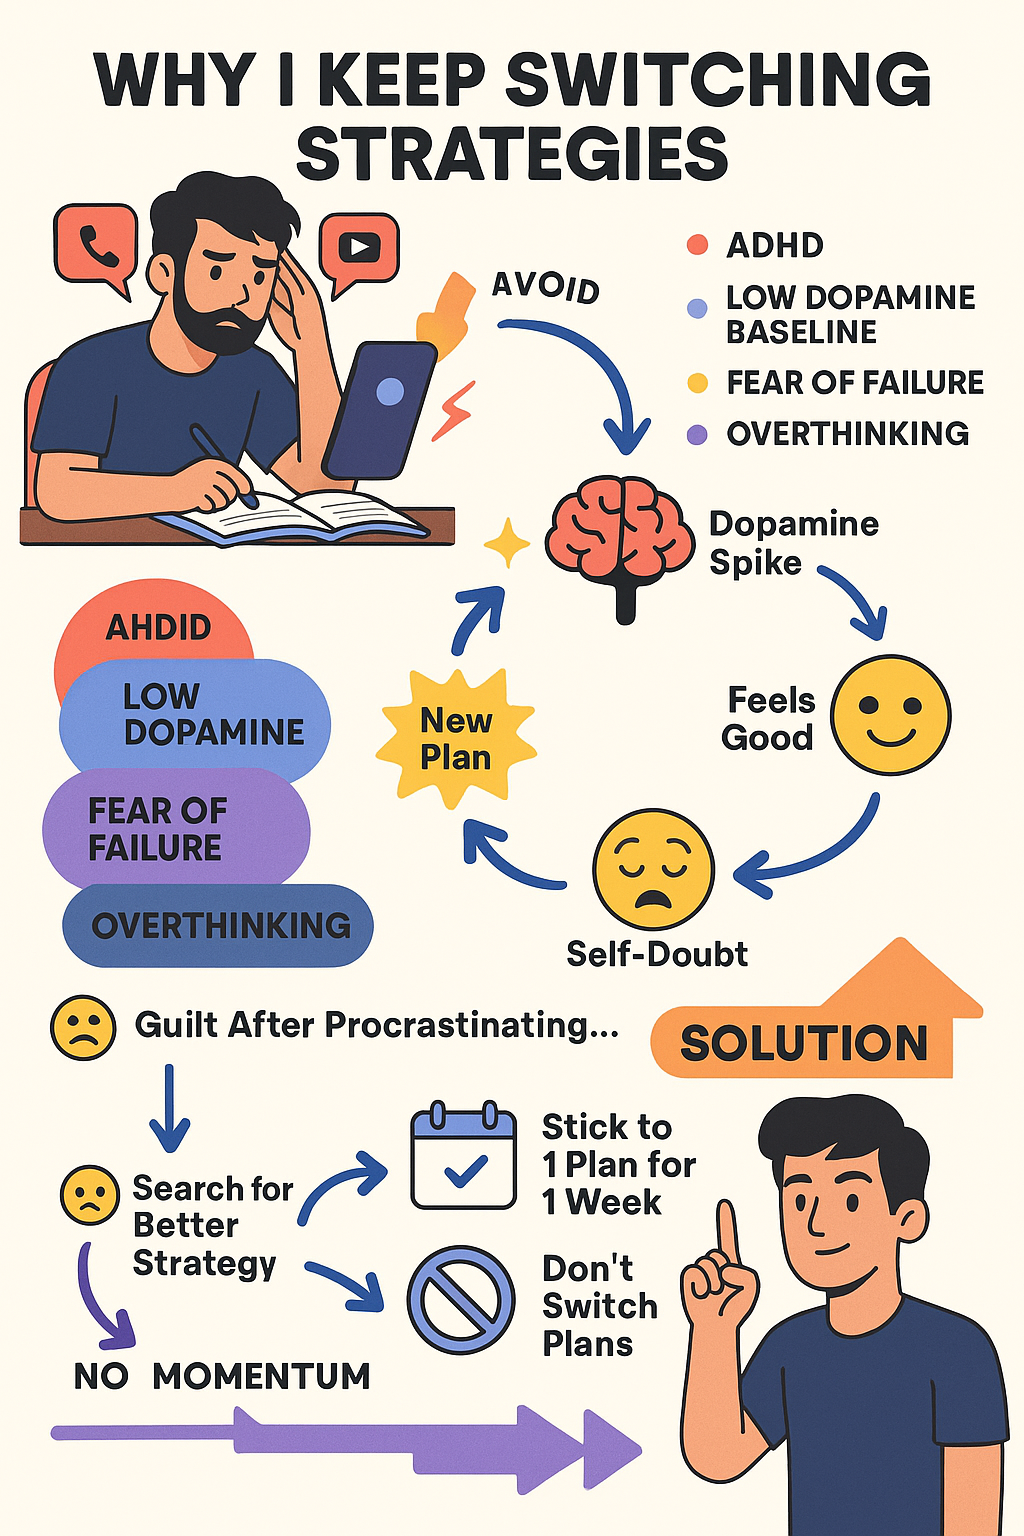 WHY I KEEP SWITCHING
STRATEGIES
AVOID
ADHD
LOW DOPAMINE
BASELINE
FEAR OF FAILURE
OVERTHINKING
Dopamine
Spike
Feels
Good
Self-Doubt
New
Plan
AHDID
LOW
DOPAMINE
FEAR OF
FAILURE
OVERTHINKING
Guilt After Procrastinating...
Search for
Better
Strategy
NO MOMENTUM
SOLUTION
Stick to
1 Plan for
1 Week
Don't
Switch
Plans